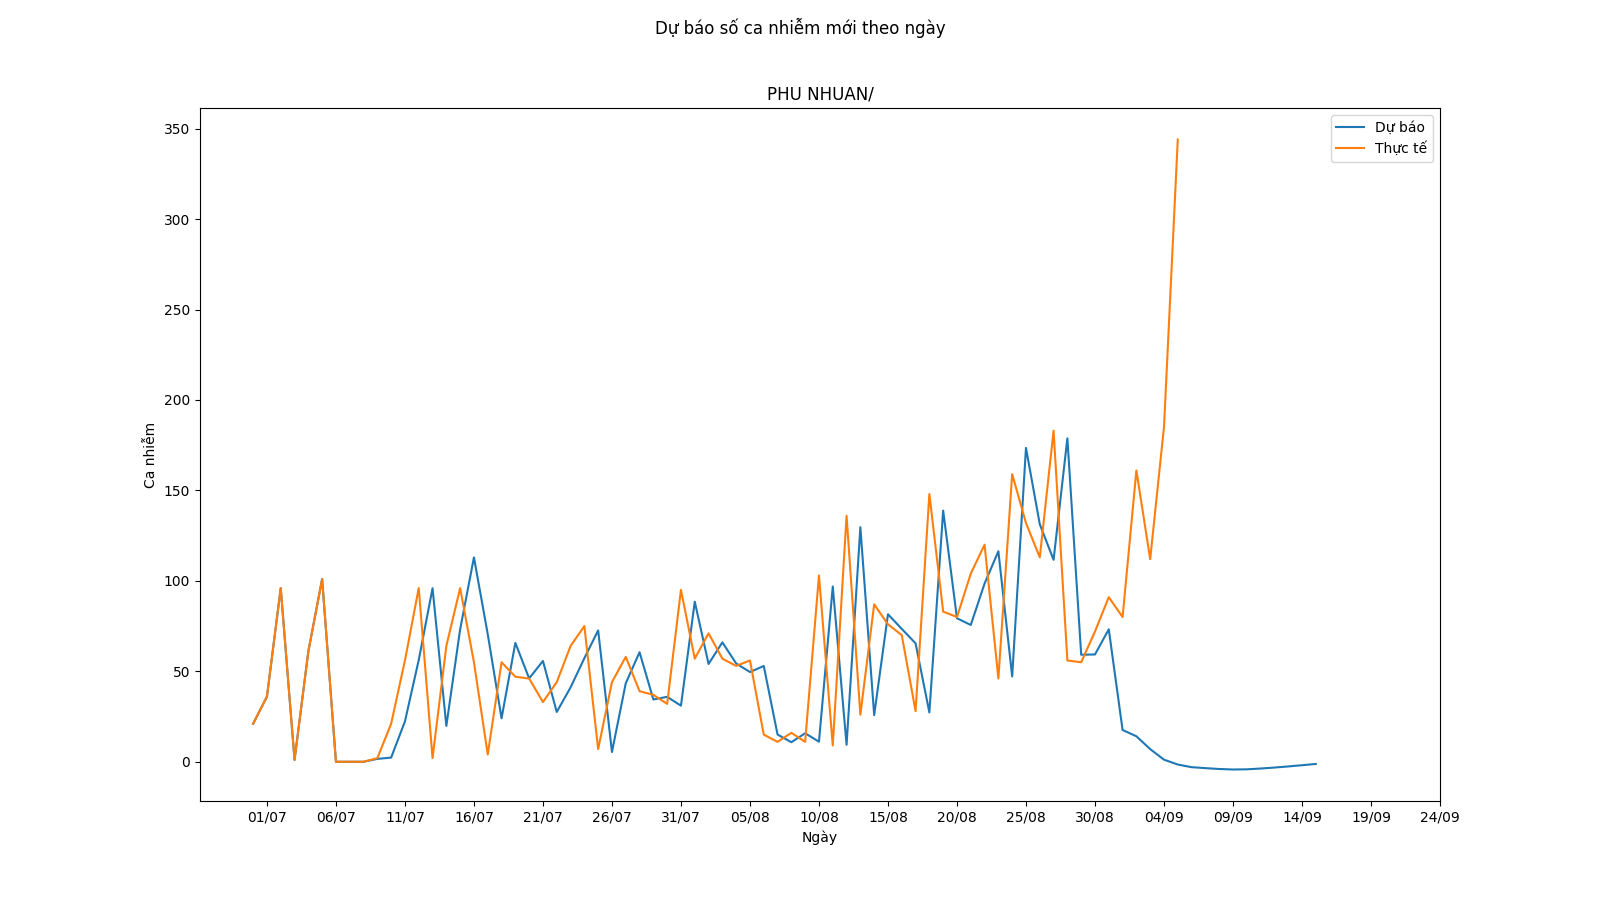 Dự báo số ca nhiễm mới theo ngày
PHU NHUAN/
Dự báo
Thực tế
350
300
250
200
150
100
50
0
Ca nhiễm
01/07 06/07 11/07 16/07 21/07 26/07 31/07 05/08 10/08 15/08 20/08 25/08 30/08 04/09 09/09 14/09 19/09 24/09
Ngày